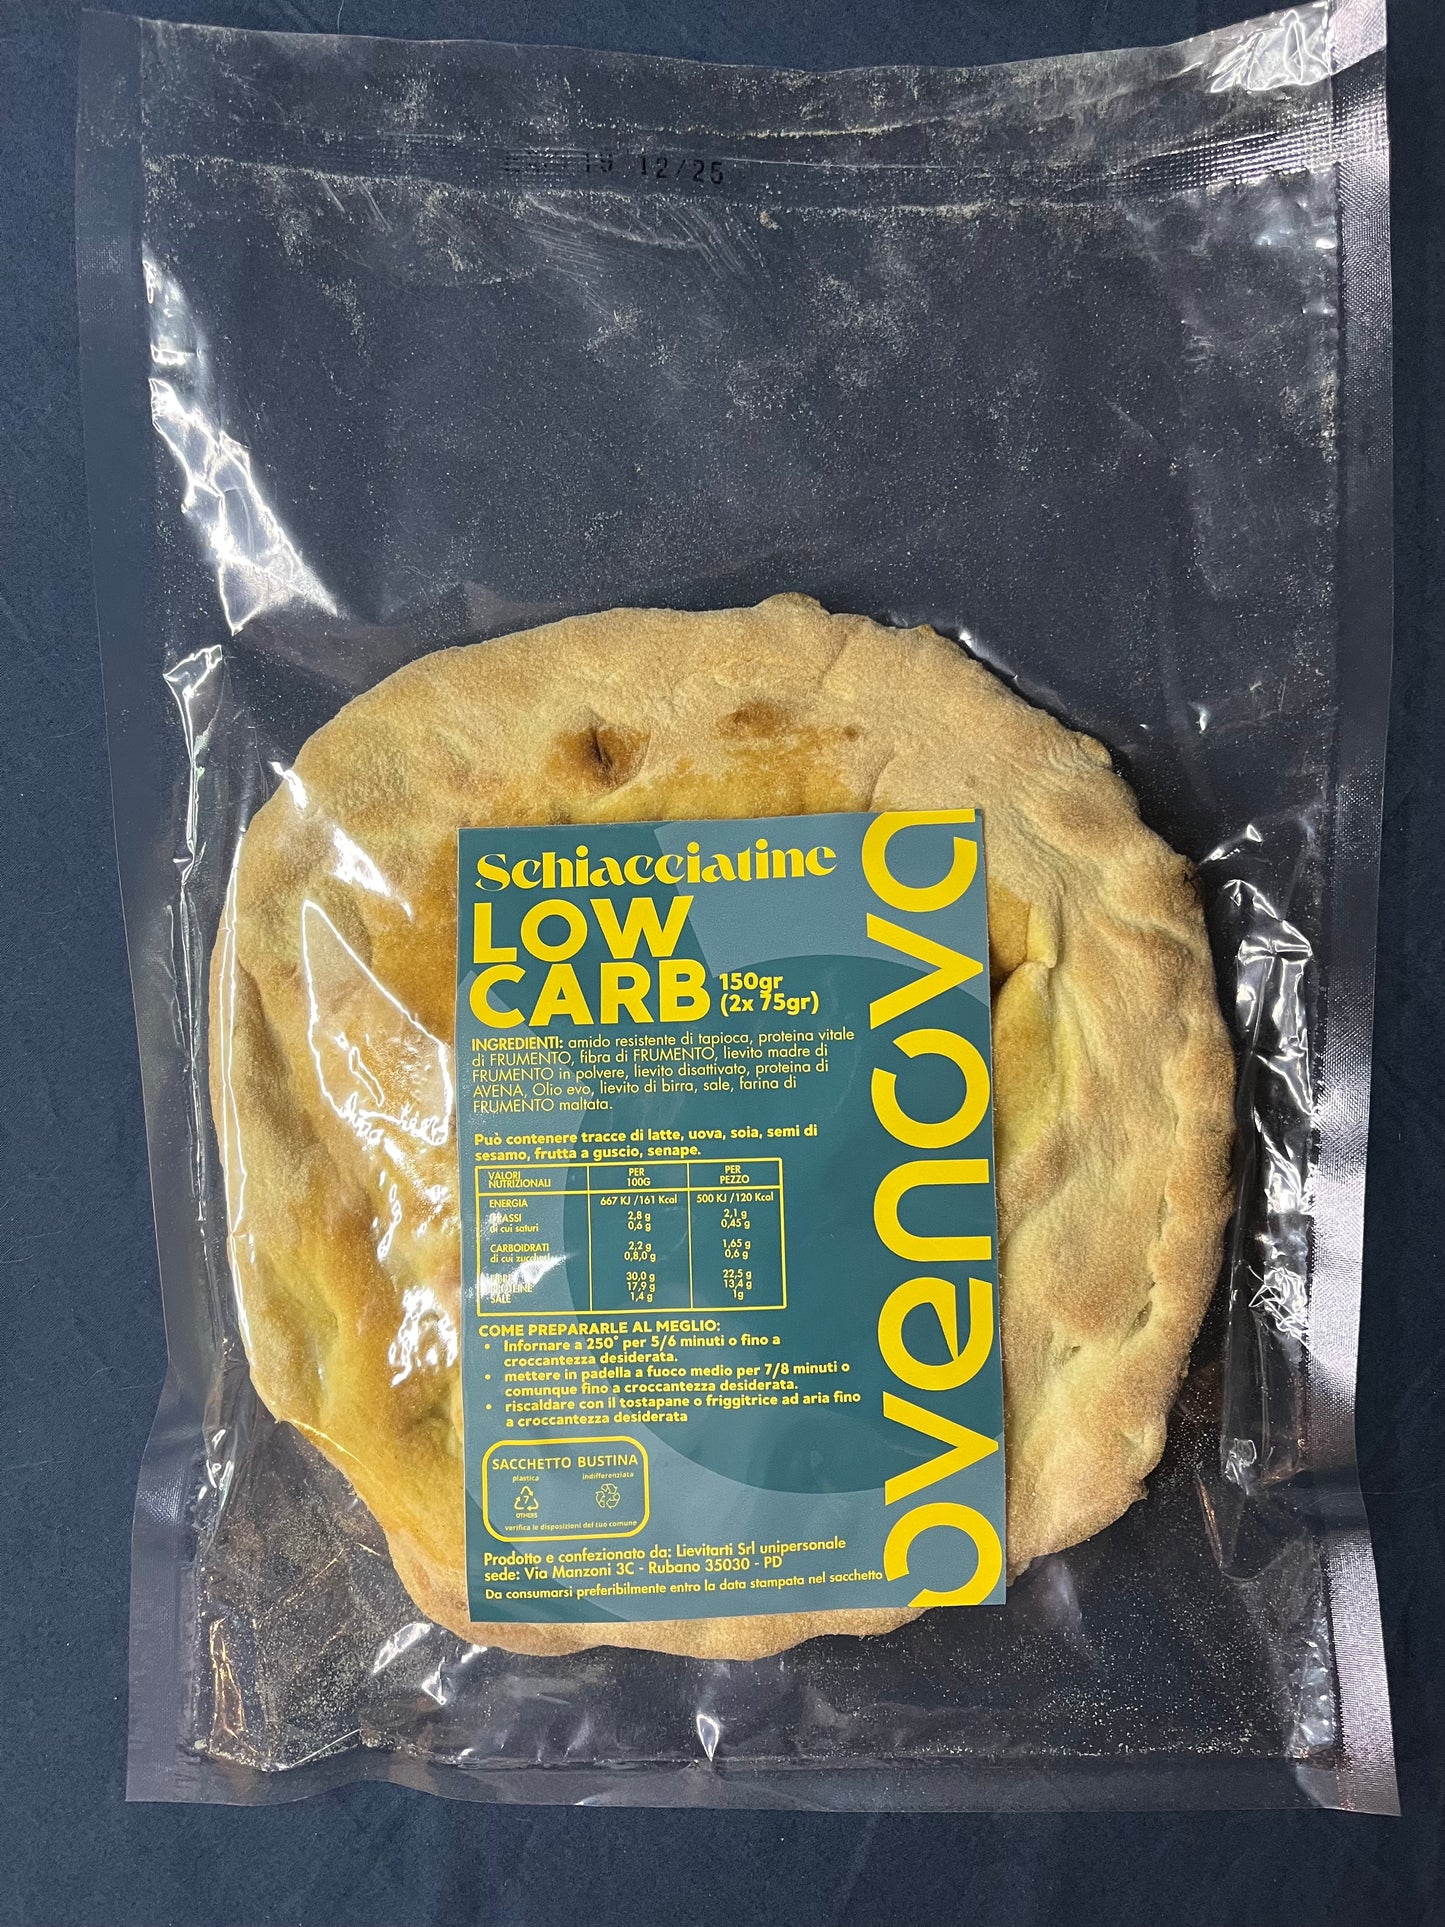 12/25
Schiacciatine
LOW
CARB 150gr
(2x 75gr)
ovenova
INGREDIENTI: amido resistente di tapioca, proteina vitale
di FRUMENTO, fibra di FRUMENTO, lievito madre di
FRUMENTO in polvere, lievito disattivato, proteina di
AVENA, Olio evo, lievito di birra, sale, farina di
FRUMENTO maltata.
Può contenere tracce di latte, uova, soia, semi di
sesamo, frutta a guscio, senape.
VALORI NUTRIZIONALI PER 100G PER PEZZO
ENERGIA 667 KJ /161 Kcal 500 KJ /120 Kcal
GRASSI 2,8 g 2,1 g
di cui saturi 0,6 g 0,45 g
CARBOIDRATI 2,2 g 1,65 g
di cui zuccheri 0,8,0 g 0,6 g
FIBRE 30,0 g 22,5 g
PROTEINE 17,9 g 13,4 g
SALE 1,4 g 1g
COME PREPARARLE AL MEGLIO:
• Infornare a 250° per 5/6 minuti o fino a
croccantezza desiderata.
• mettere in padella a fuoco medio per 7/8 minuti o
comunque fino a croccantezza desiderata.
• riscaldare con il tostapane o friggitrice ad aria fino
a croccantezza desiderata
SACCHETTO BUSTINA
plastica indifferenziata
7
OTHERS
verifica le disposizioni del tuo comune
Prodotto e confezionato da: Lievitarti Srl unipersonale
sede: Via Manzoni 3C - Rubano 35030 - PD
Da consumarsi preferibilmente entro la data stampata nel sacchetto